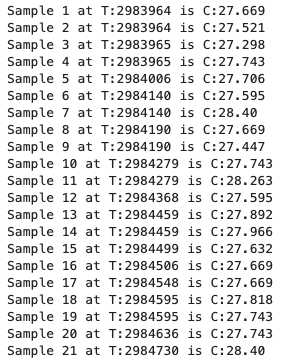 Sample 1 at T:2983964 is C:27.669
Sample 2 at T:2983964 is C:27.521
Sample 3 at T:2983965 is C:27.298
Sample 4 at T:2983965 is C:27.743
Sample 5 at T:2984006 is C:27.706
Sample 6 at T:2984140 is C:27.595
Sample 7 at T:2984140 is C:28.40
Sample 8 at T:2984190 is C:27.669
Sample 9 at T:2984190 is C:27.447
Sample 10 at T:2984279 is C:27.743
Sample 11 at T:2984279 is C:28.263
Sample 12 at T:2984368 is C:27.595
Sample 13 at T:2984459 is C:27.892
Sample 14 at T:2984459 is C:27.966
Sample 15 at T:2984499 is C:27.632
Sample 16 at T:2984506 is C:27.669
Sample 17 at T:2984548 is C:27.669
Sample 18 at T:2984595 is C:27.818
Sample 19 at T:2984595 is C:27.743
Sample 20 at T:2984636 is C:27.743
Sample 21 at T:2984730 is C:28.40